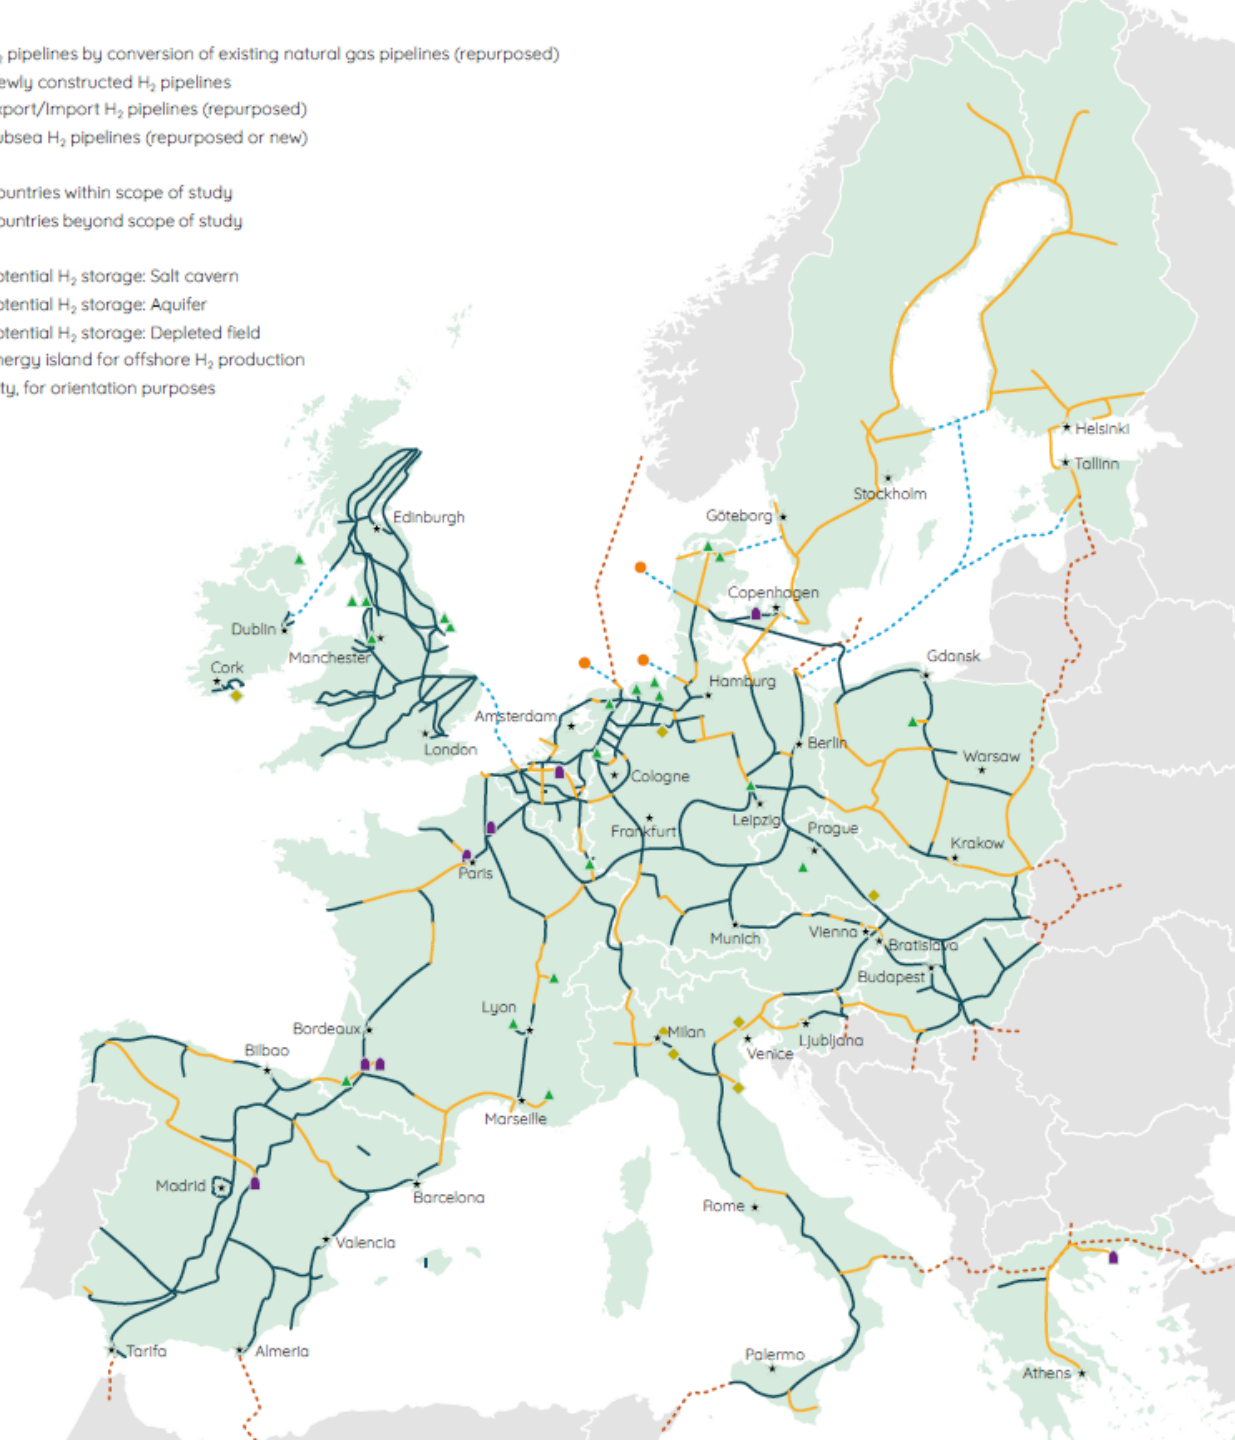 ₂ pipelines by conversion of existing natural gas pipelines (repurposed)
ewly constructed H₂ pipelines
xport/Import H₂ pipelines (repurposed)
ubsea H₂ pipelines (repurposed or new)
ountries within scope of study
ountries beyond scope of study
otential H₂ storage: Salt cavern
otential H₂ storage: Aquifer
otential H₂ storage: Depleted field
nergy island for offshore H₂ production
ity, for orientation purposes
Helsinki
Tallinn
Stockholm
Göteborg
Edinburgh
Copenhagen
Dublin
Manchester
Cork
Gdansk
Hamburg
Amsterdam
London
Berlin
Warsaw
Cologne
Leipzig
Frankfurt
Prague
Krakow
Paris
Munich
Vienna
Bratislava
Budapest
Lyon
Bordeaux
Milan
Venice
Ljubljana
Bilbao
Marseille
Madrid
Barcelona
Rome
Valencia
Tarifa
Almeria
Palermo
Athens